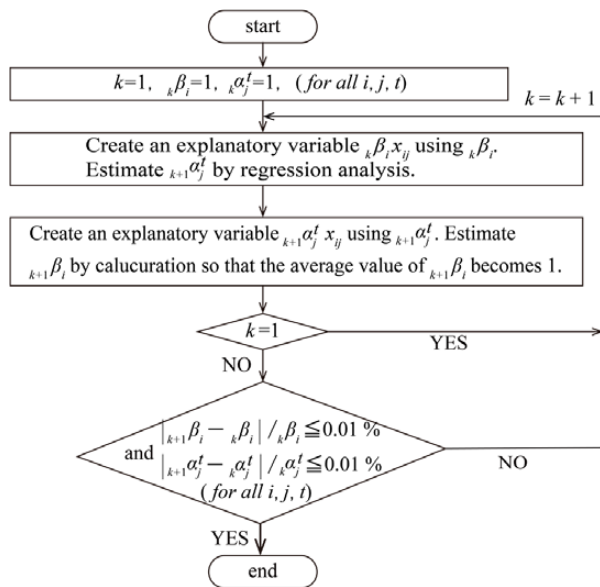 start
k=1, ₖβᵢ=1, ₖαⱼᵗ=1, (for all i, j, t)
k = k + 1
Create an explanatory variable ₖβᵢxᵢⱼ using ₖβᵢ.
Estimate ₖ₊₁αⱼᵗ by regression analysis.
Create an explanatory variable ₖ₊₁αⱼᵗ xᵢⱼ using ₖ₊₁αⱼᵗ. Estimate
ₖ₊₁βᵢ by calucuration so that the average value of ₖ₊₁βᵢ becomes 1.
k=1
YES
NO
|ₖ₊₁βᵢ − ₖβᵢ| / ₖβᵢ ≦ 0.01 %
and |ₖ₊₁αⱼᵗ − ₖαⱼᵗ| / ₖαⱼᵗ ≦ 0.01 %
(for all i, j, t)
NO
YES
end